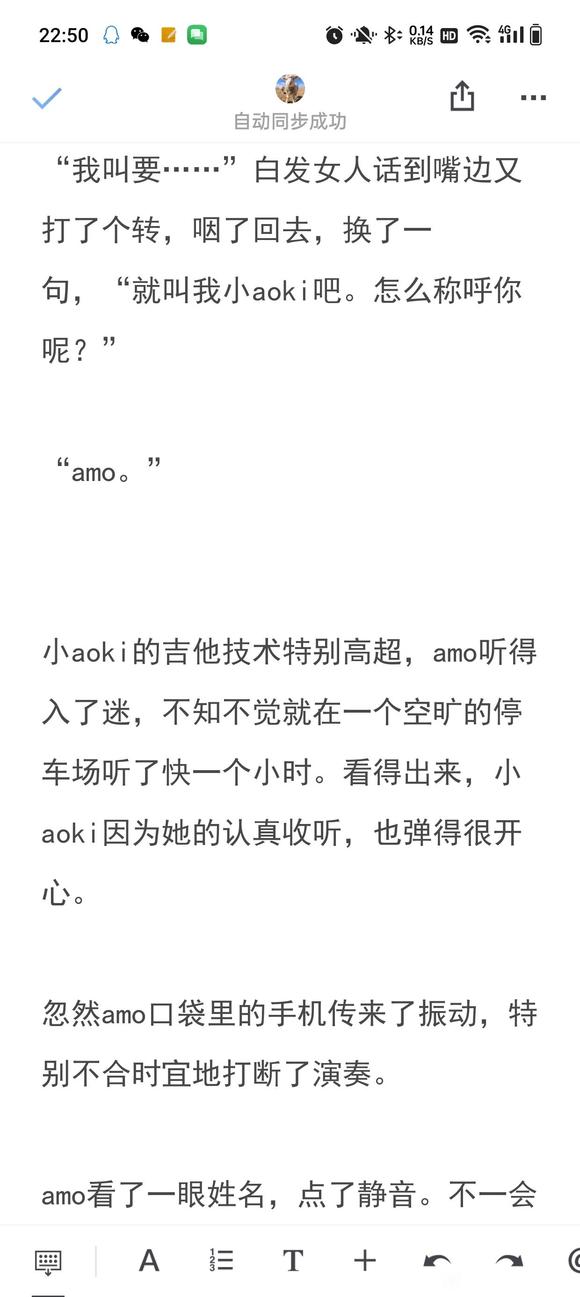 22:50
0.14
KB/S
HD
4G
自动同步成功
“我叫要……”白发女人话到嘴边又
打了个转，咽了回去，换了一
句，“就叫我小aoki吧。怎么称呼你
呢？”
“amo。”
小aoki的吉他技术特别高超，amo听得
入了迷，不知不觉就在一个空旷的停
车场听了快一个小时。看得出来，小
aoki因为她的认真收听，也弹得很开
心。
忽然amo口袋里的手机传来了振动，特
别不合时宜地打断了演奏。
amo看了一眼姓名，点了静音。不一会
A
1
2
3
T